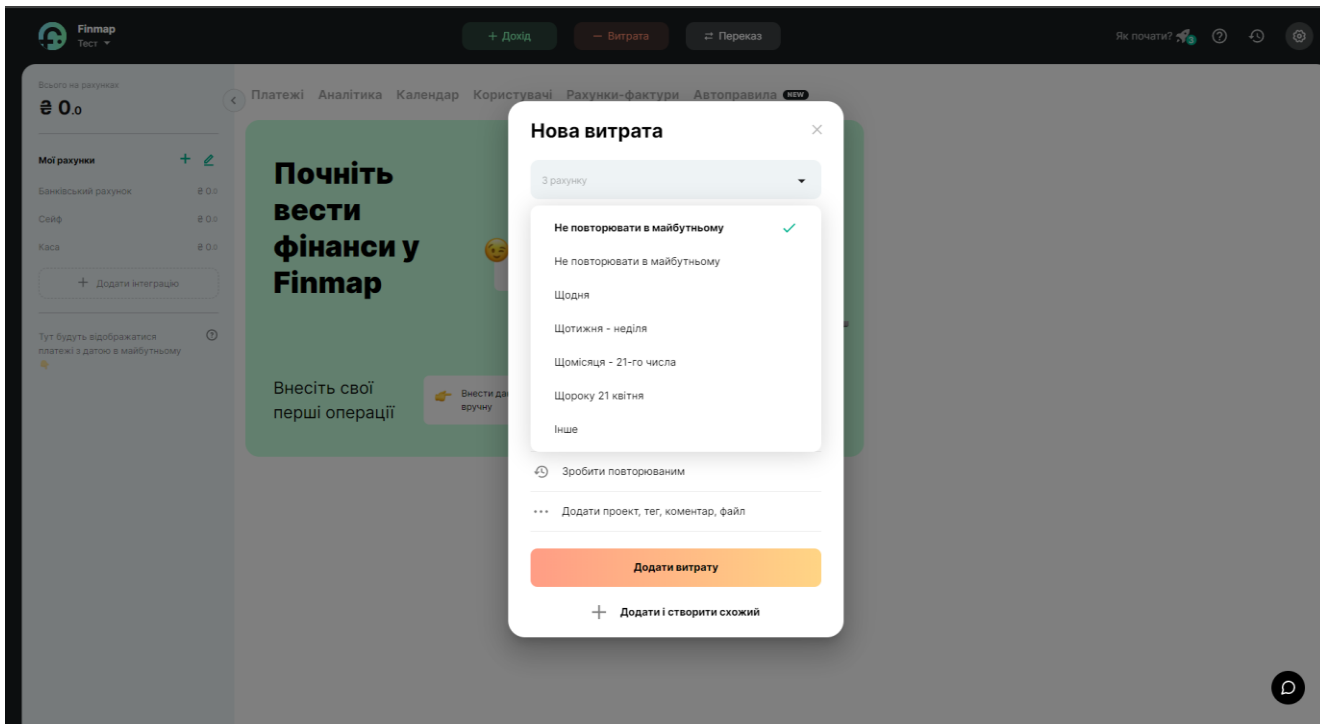 Finmap
Тест
+ Дохід
− Витрата
⇄ Переказ
Як почати?
3
Всього на рахунках
₴ 0.0
Платежі Аналітика Календар Користувачі Рахунки-фактури Автоправила NEW
Мої рахунки
Банківський рахунок ₴ 0.0
Сейф ₴ 0.0
Каса ₴ 0.0
+ Додати інтеграцію
Тут будуть відображатися
платежі з датою в майбутньому
Почніть
вести
фінанси у
Finmap
Внесіть свої
перші операції
Внести
вручну
Нова витрата
З рахунку
Не повторювати в майбутньому
Не повторювати в майбутньому
Щодня
Щотижня - неділя
Щомісяця - 21-го числа
Щороку 21 квітня
Інше
Зробити повторюваним
Додати проект, тег, коментар, файл
Додати витрату
+ Додати і створити схожий